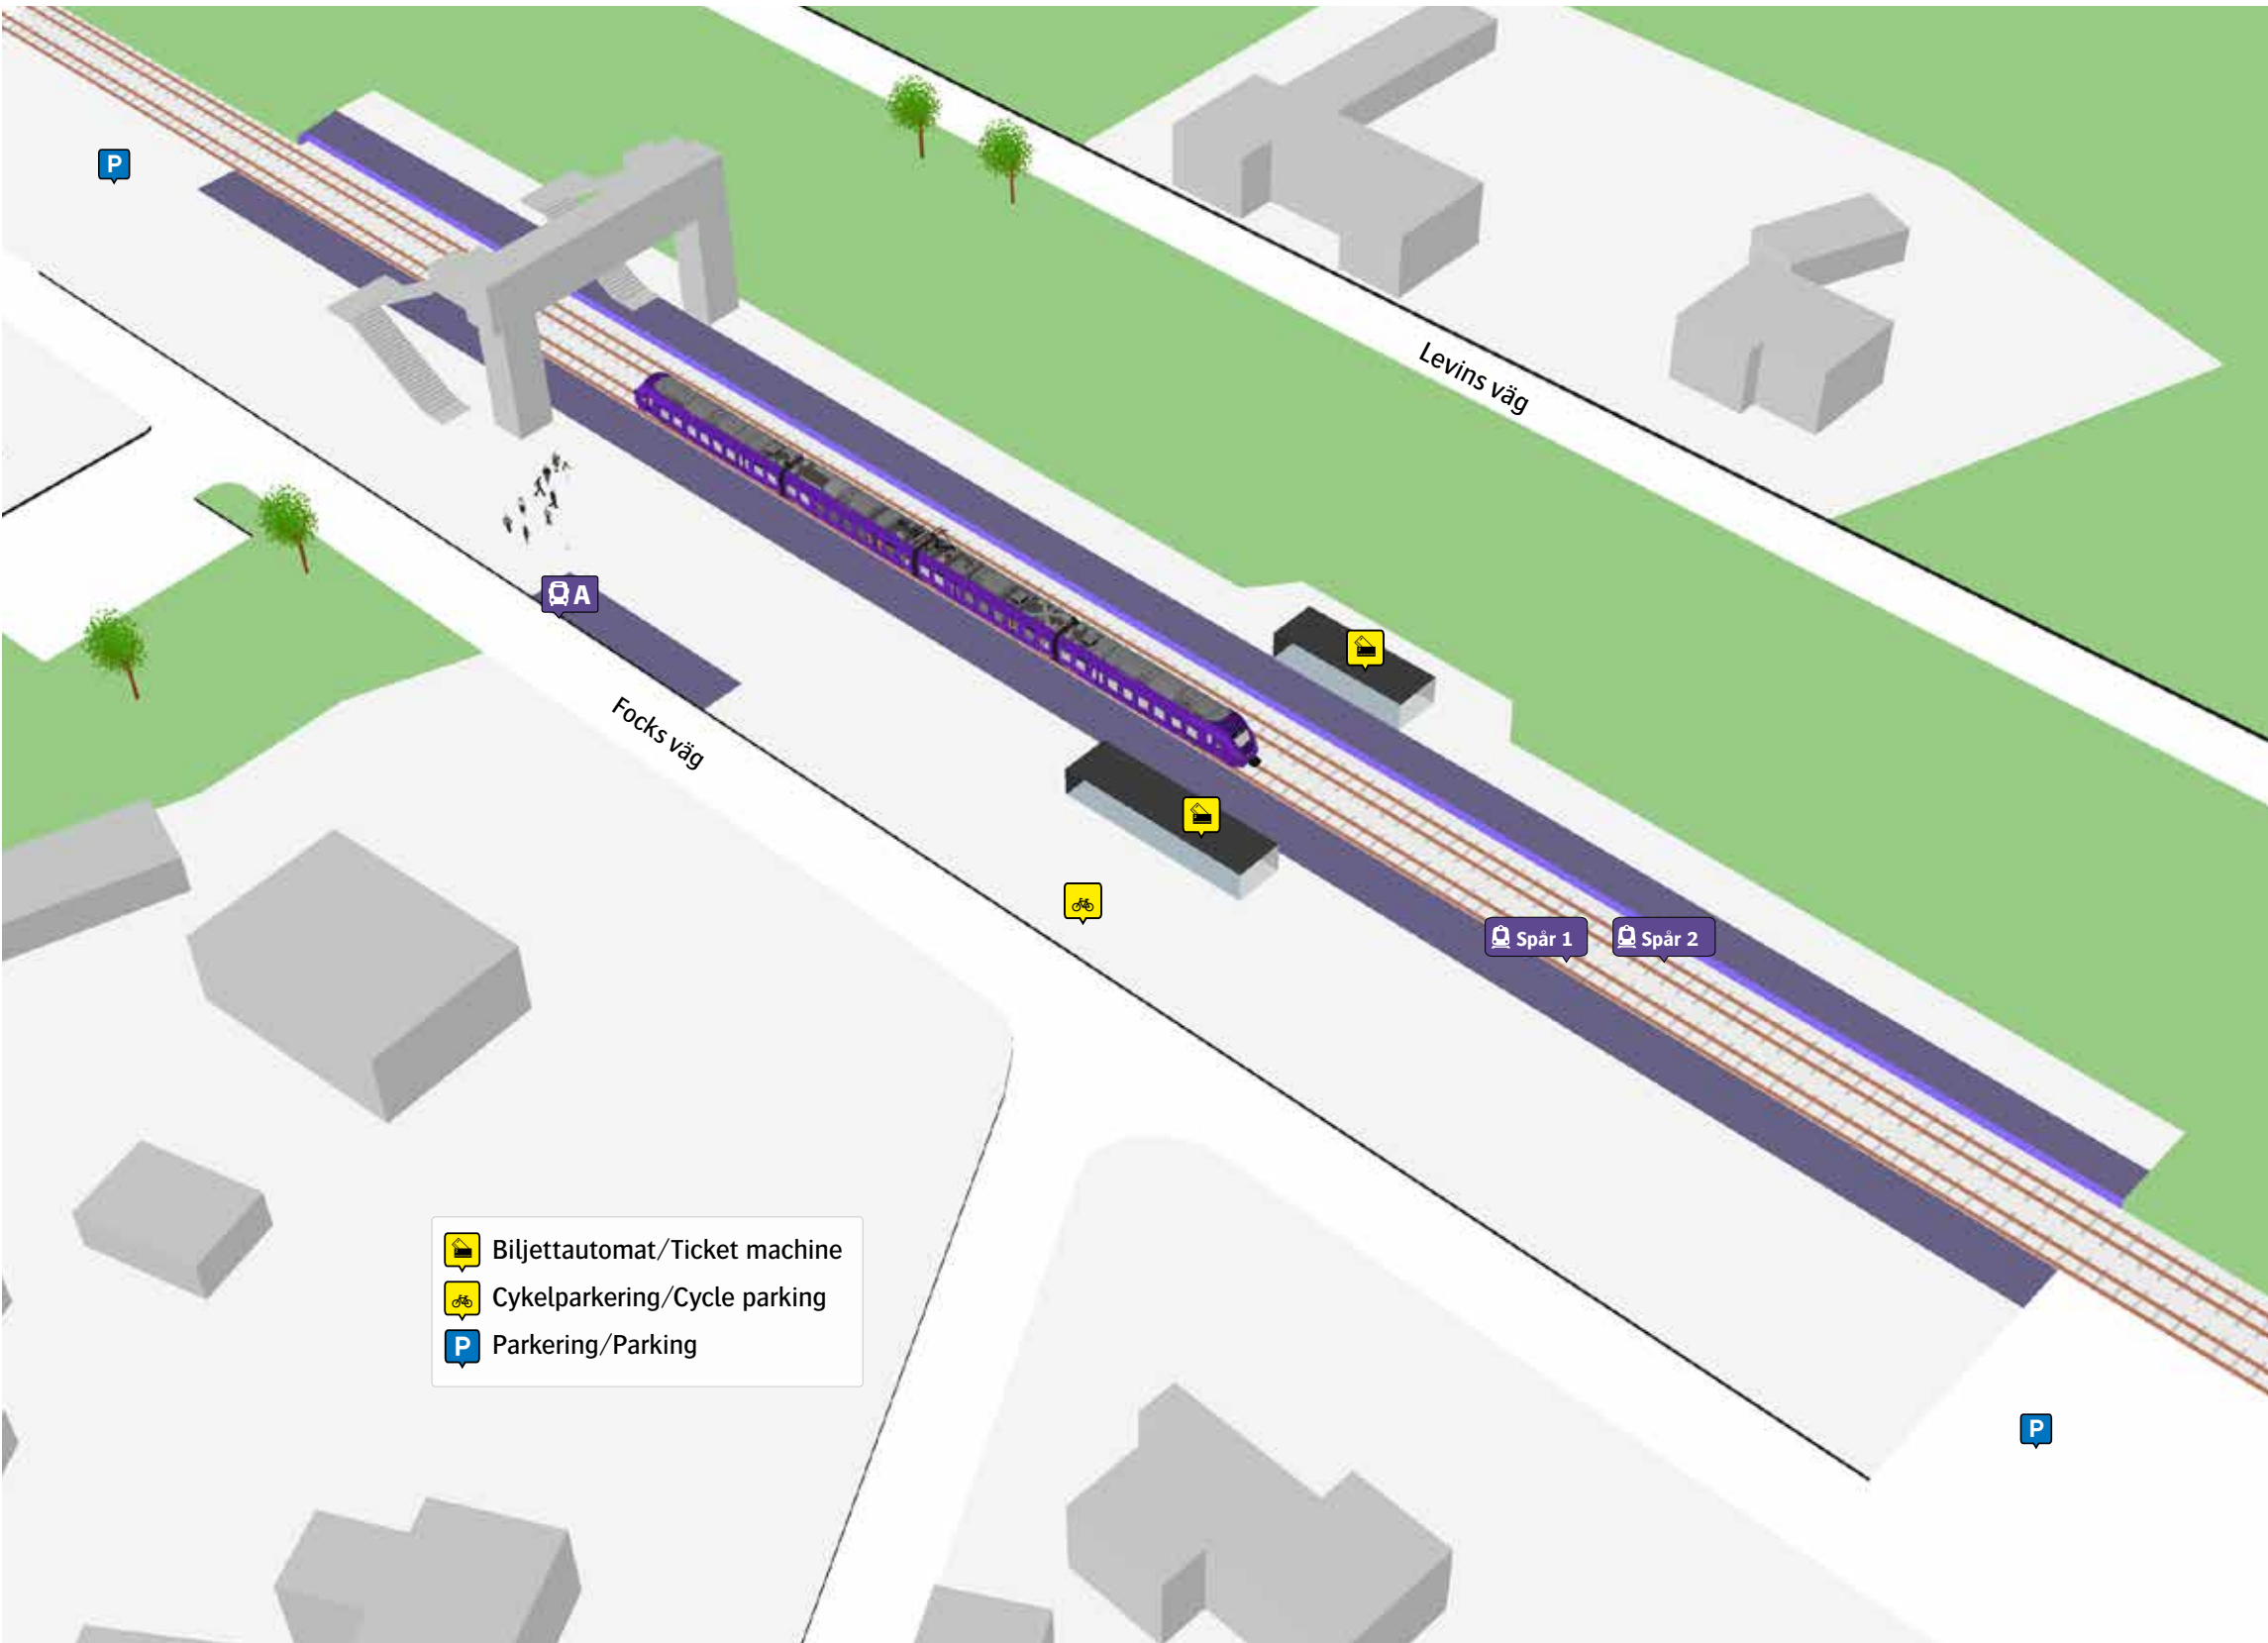 P
Levins väg
A
Focks väg
Spår 1
Spår 2
Biljettautomat/Ticket machine
Cykelparkering/Cycle parking
P Parkering/Parking
P